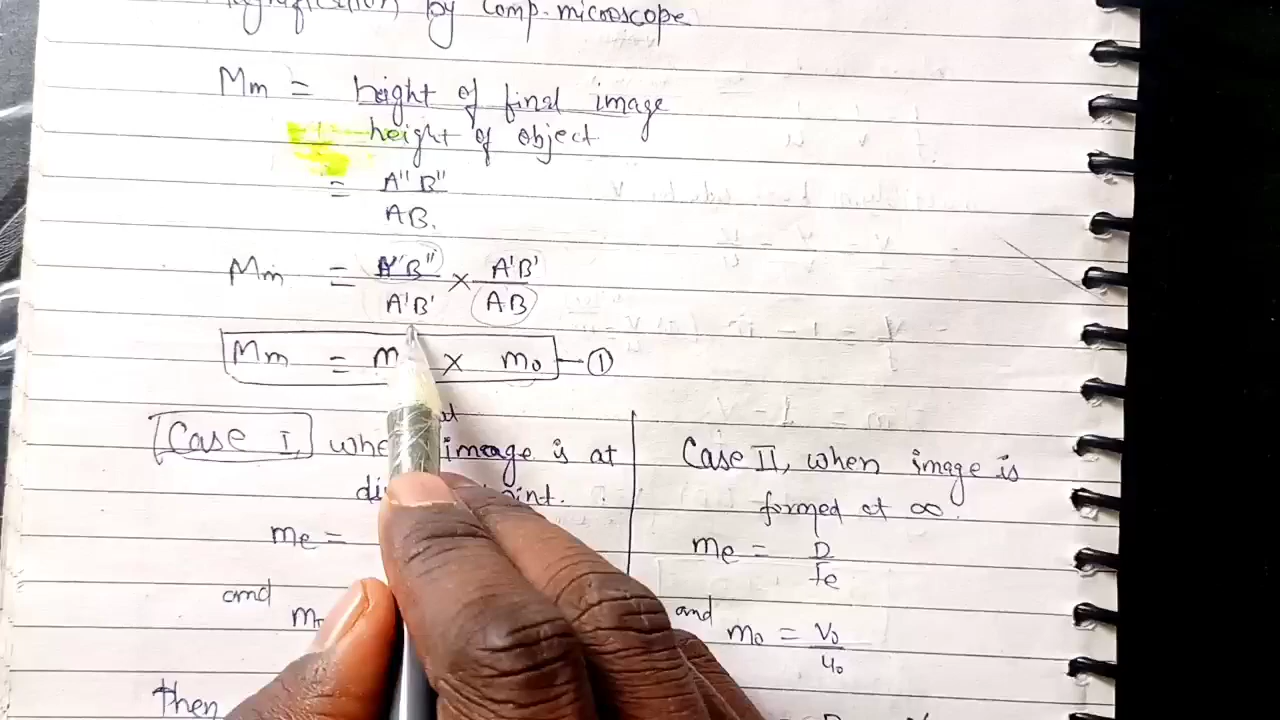 by comp. microscope
Mm = height of final image
height of object
= A" B"
AB.
Mm = A"B" × A'B'
A'B' AB
Mm = m × mo — ①
Case I, image is at
Case II, when image is
formed at ∞.
me =
me = D
fe
and
and mo = vo
uo
then